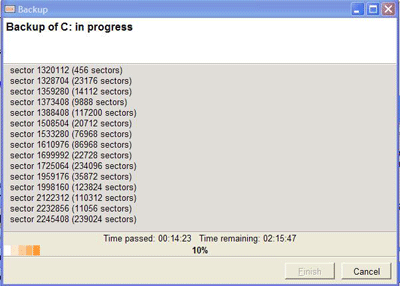 Backup
Backup of C: in progress
sector 1320112 (456 sectors)
sector 1328704 (23176 sectors)
sector 1359280 (14112 sectors)
sector 1373408 (9888 sectors)
sector 1388408 (117200 sectors)
sector 1508504 (20712 sectors)
sector 1533280 (76968 sectors)
sector 1610976 (86968 sectors)
sector 1699992 (22728 sectors)
sector 1725064 (234096 sectors)
sector 1959176 (35872 sectors)
sector 1998160 (123824 sectors)
sector 2122312 (110312 sectors)
sector 2232856 (11056 sectors)
sector 2245408 (239024 sectors)
Time passed: 00:14:23 Time remaining: 02:15:47
10%
Finish Cancel